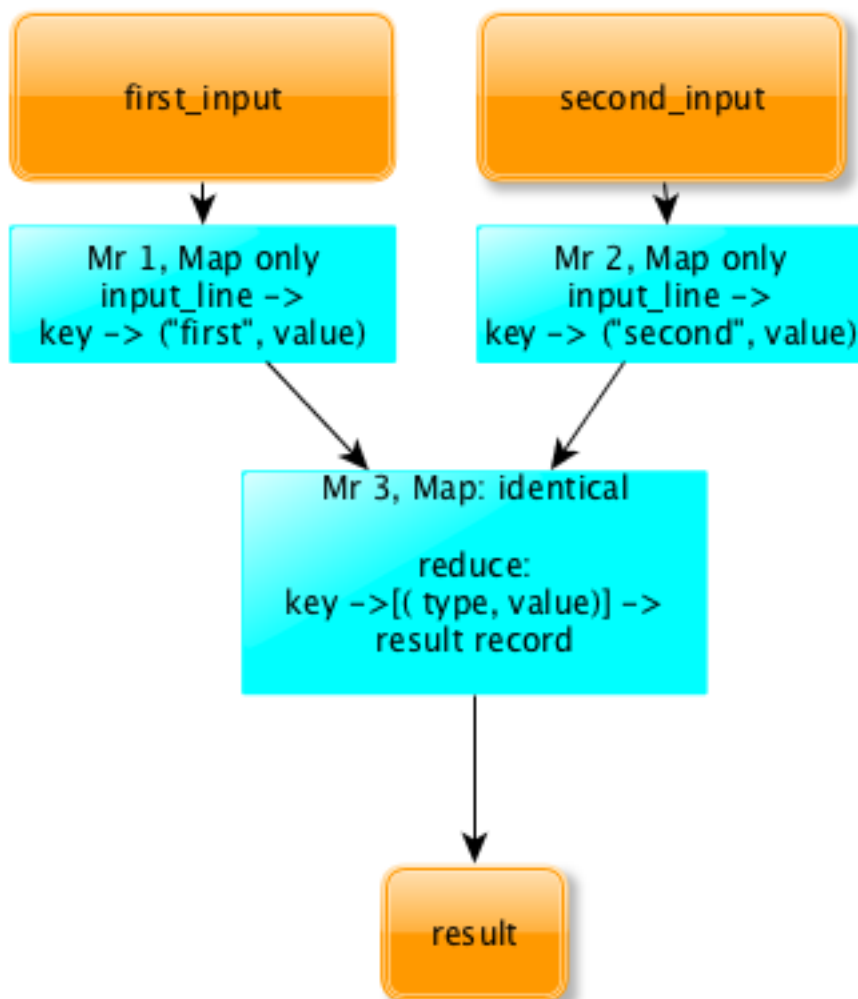 first_input
second_input
Mr 1, Map only
input_line ->
key -> ("first", value)
Mr 2, Map only
input_line ->
key -> ("second", value)
Mr 3, Map: identical
reduce:
key ->[( type, value)] ->
result record
result